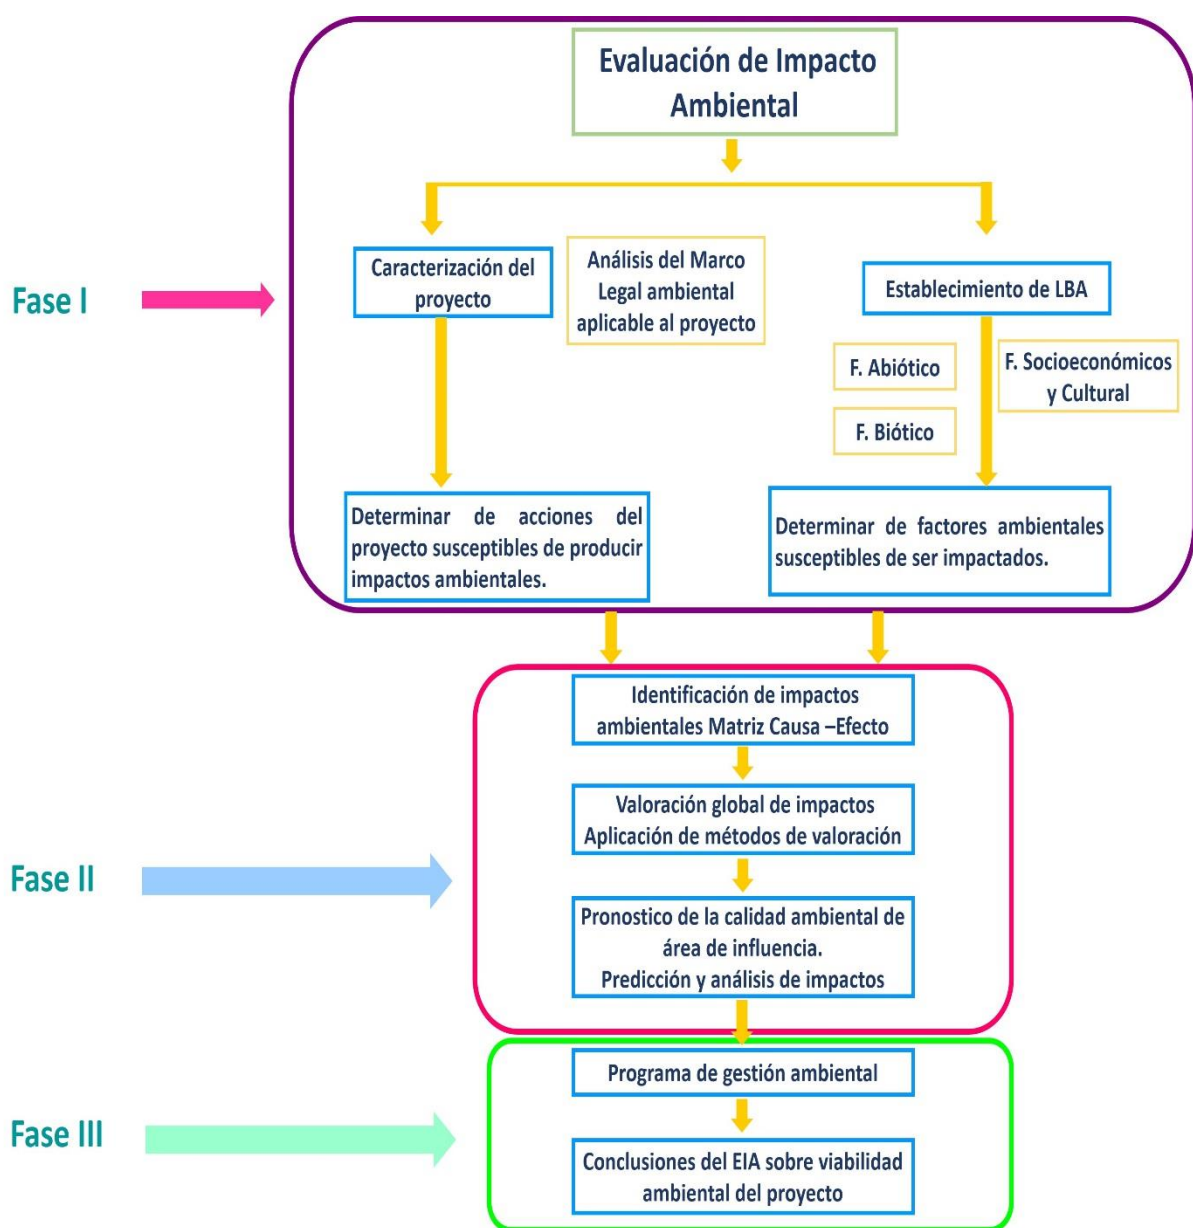 Evaluación de Impacto
Ambiental
Fase I
Caracterización del
proyecto
Análisis del Marco
Legal ambiental
aplicable al proyecto
Establecimiento de LBA
F. Abiótico
F. Biótico
F. Socioeconómicos
y Cultural
Determinar de acciones del
proyecto susceptibles de producir
impactos ambientales.
Determinar de factores ambientales
susceptibles de ser impactados.
Fase II
Identificación de impactos
ambientales Matriz Causa –Efecto
Valoración global de impactos
Aplicación de métodos de valoración
Pronostico de la calidad ambiental de
área de influencia.
Predicción y análisis de impactos
Fase III
Programa de gestión ambiental
Conclusiones del EIA sobre viabilidad
ambiental del proyecto